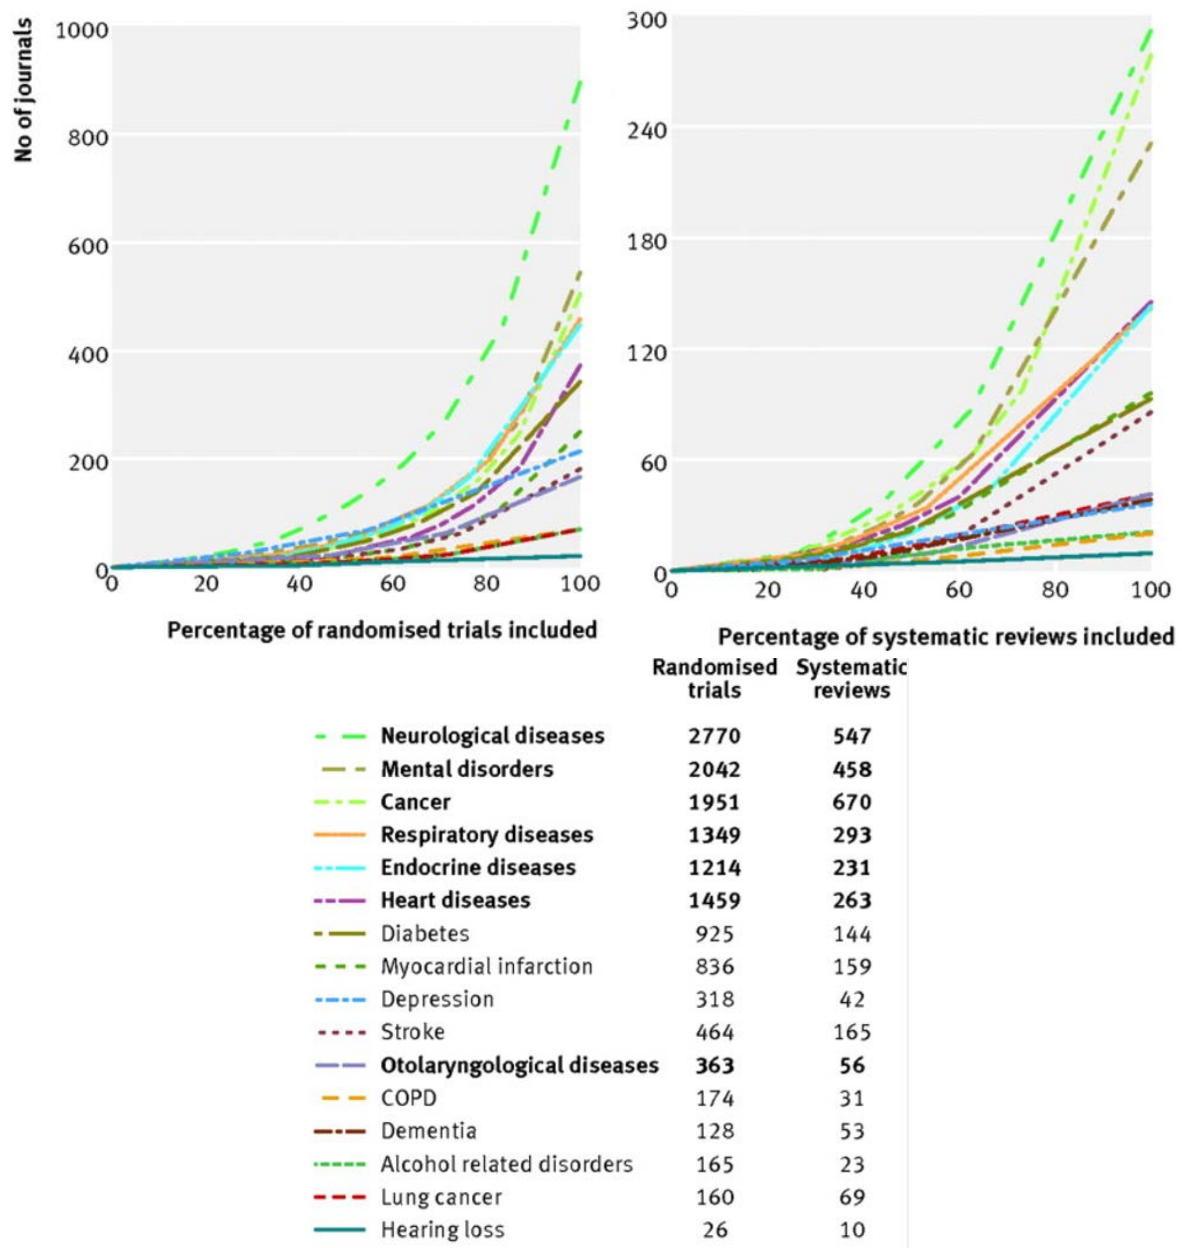 No of journals
1000
800
600
400
200
0
0 20 40 60 80 100
Percentage of randomised trials included
300
240
180
120
60
0
0 20 40 60 80 100
Percentage of systematic reviews included
Randomised trials Systematic reviews
Neurological diseases 2770 547
Mental disorders 2042 458
Cancer 1951 670
Respiratory diseases 1349 293
Endocrine diseases 1214 231
Heart diseases 1459 263
Diabetes 925 144
Myocardial infarction 836 159
Depression 318 42
Stroke 464 165
Otolaryngological diseases 363 56
COPD 174 31
Dementia 128 53
Alcohol related disorders 165 23
Lung cancer 160 69
Hearing loss 26 10